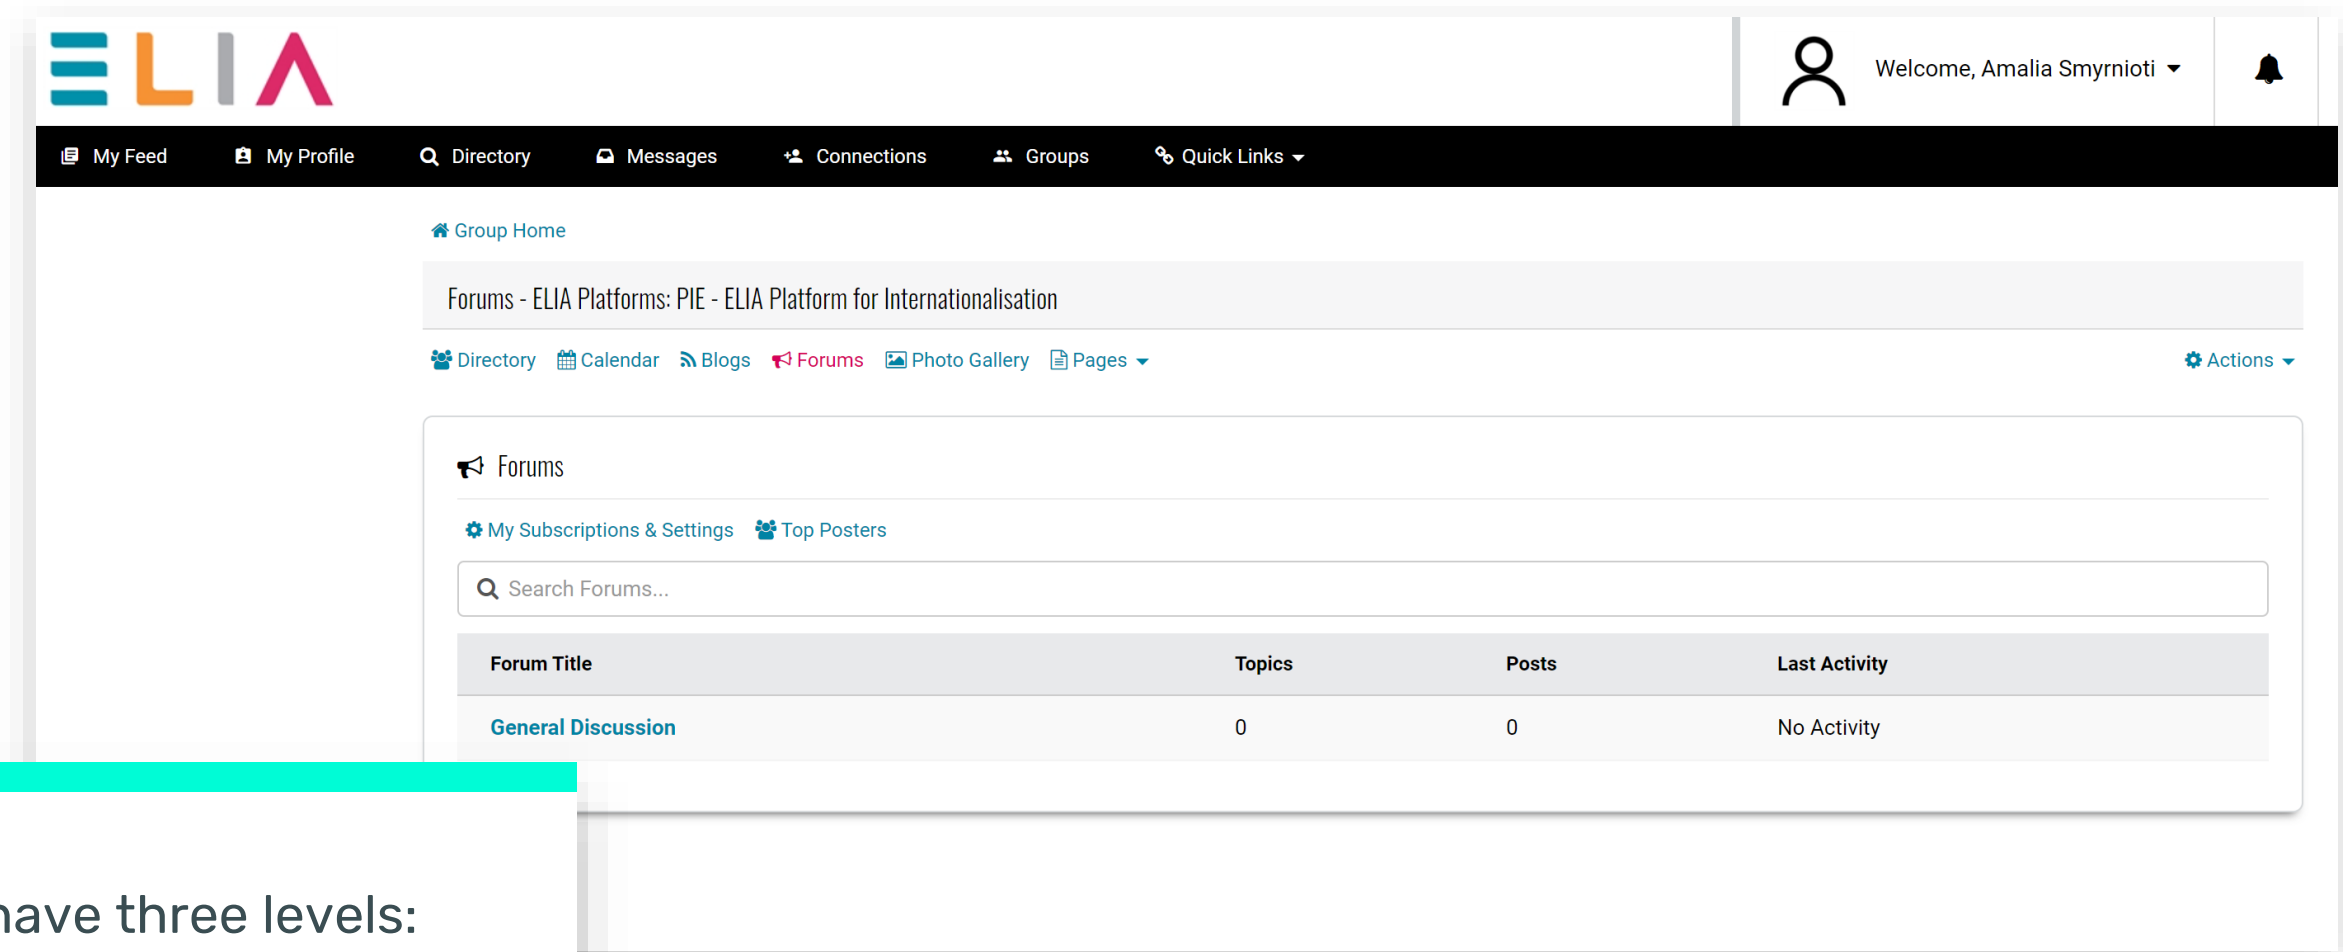 ELIA
Welcome, Amalia Smyrnioti
My Feed My Profile Directory Messages Connections Groups Quick Links
Group Home
Forums - ELIA Platforms: PIE - ELIA Platform for Internationalisation
Directory Calendar Blogs Forums Photo Gallery Pages Actions
Forums
My Subscriptions & Settings Top Posters
Search Forums...
Forum Title Topics Posts Last Activity
General Discussion 0 0 No Activity
have three levels: